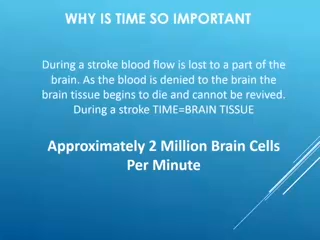 WHY IS TIME SO IMPORTANT
During a stroke blood flow is lost to a part of the
brain. As the blood is denied to the brain the
brain tissue begins to die and cannot be revived.
During a stroke TIME=BRAIN TISSUE
Approximately 2 Million Brain Cells
Per Minute